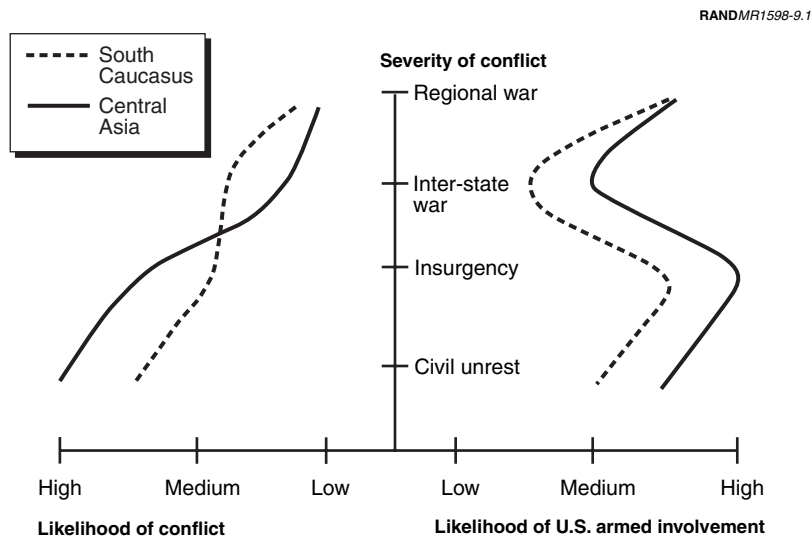 RANDMR1598-9.1
South
Caucasus
Central
Asia
Severity of conflict
Regional war
Inter-state
war
Insurgency
Civil unrest
High Medium Low Low Medium High
Likelihood of conflict Likelihood of U.S. armed involvement